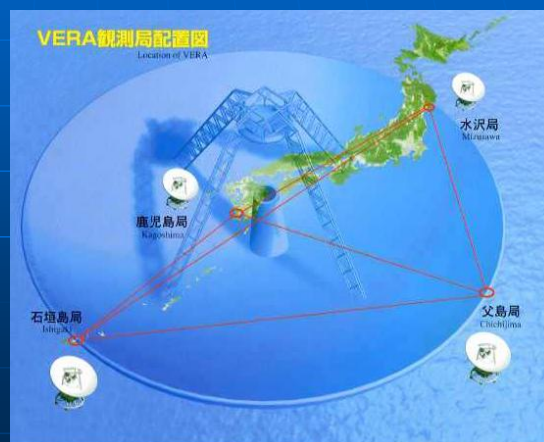 VERA観測局配置図
Location of VERA
水沢局
Mizusawa
鹿児島局
Kagoshima
石垣島局
Ishigaki
父島局
Chichijima